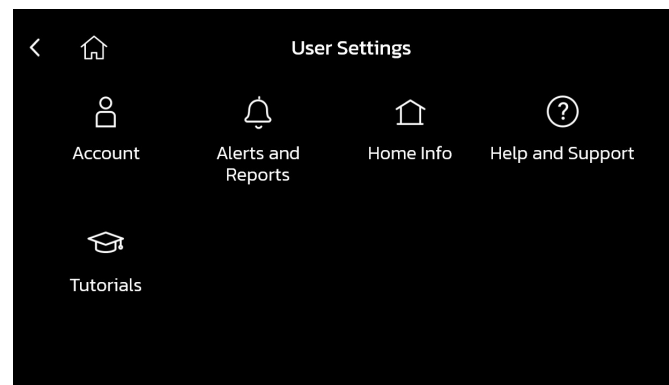 User Settings
Account
Alerts and
Reports
Home Info
Help and Support
Tutorials